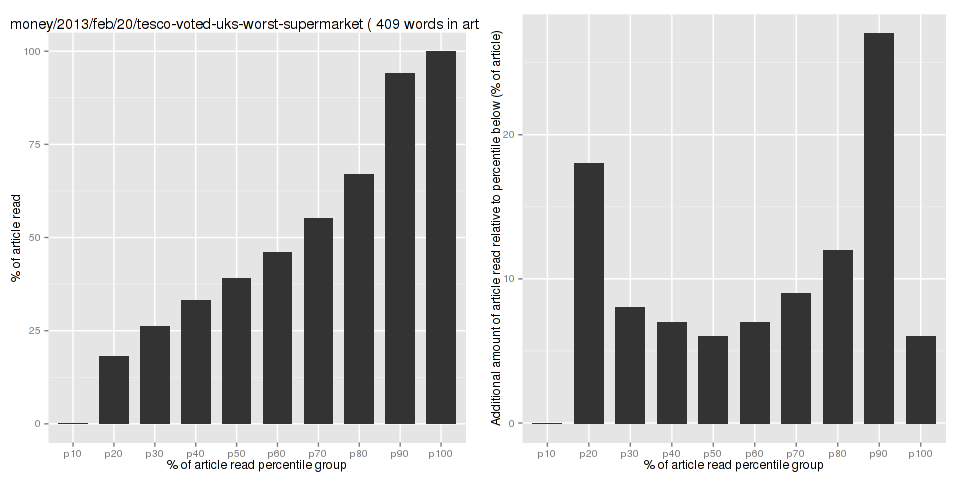 money/2013/feb/20/tesco-voted-uks-worst-supermarket ( 409 words in art
100
75
50
25
0
% of article read
p10 p20 p30 p40 p50 p60 p70 p80 p90 p100
% of article read percentile group
Additional amount of article read relative to percentile below (% of article)
20
10
0
p10 p20 p30 p40 p50 p60 p70 p80 p90 p100
% of article read percentile group